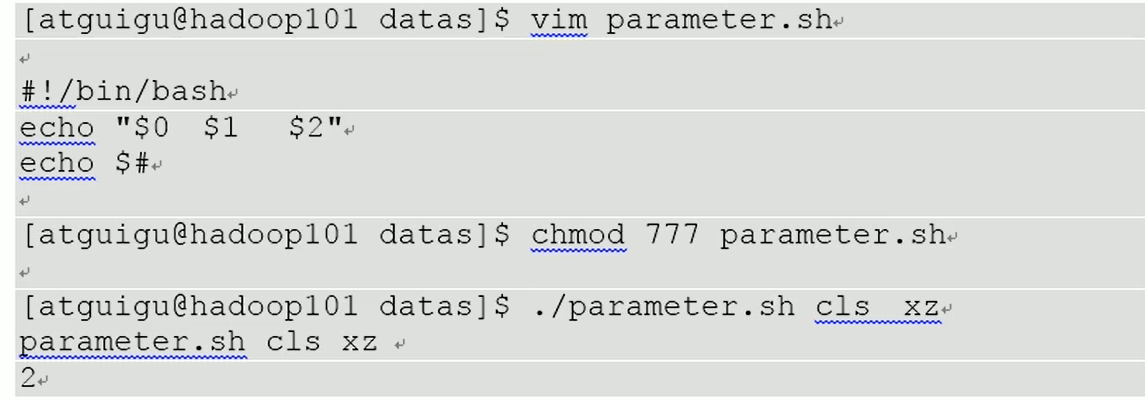 [atguigu@hadoop101 datas]$ vim parameter.sh
#!/bin/bash
echo "$0  $1   $2"
echo $#
[atguigu@hadoop101 datas]$ chmod 777 parameter.sh
[atguigu@hadoop101 datas]$ ./parameter.sh cls  xz
parameter.sh cls xz
2